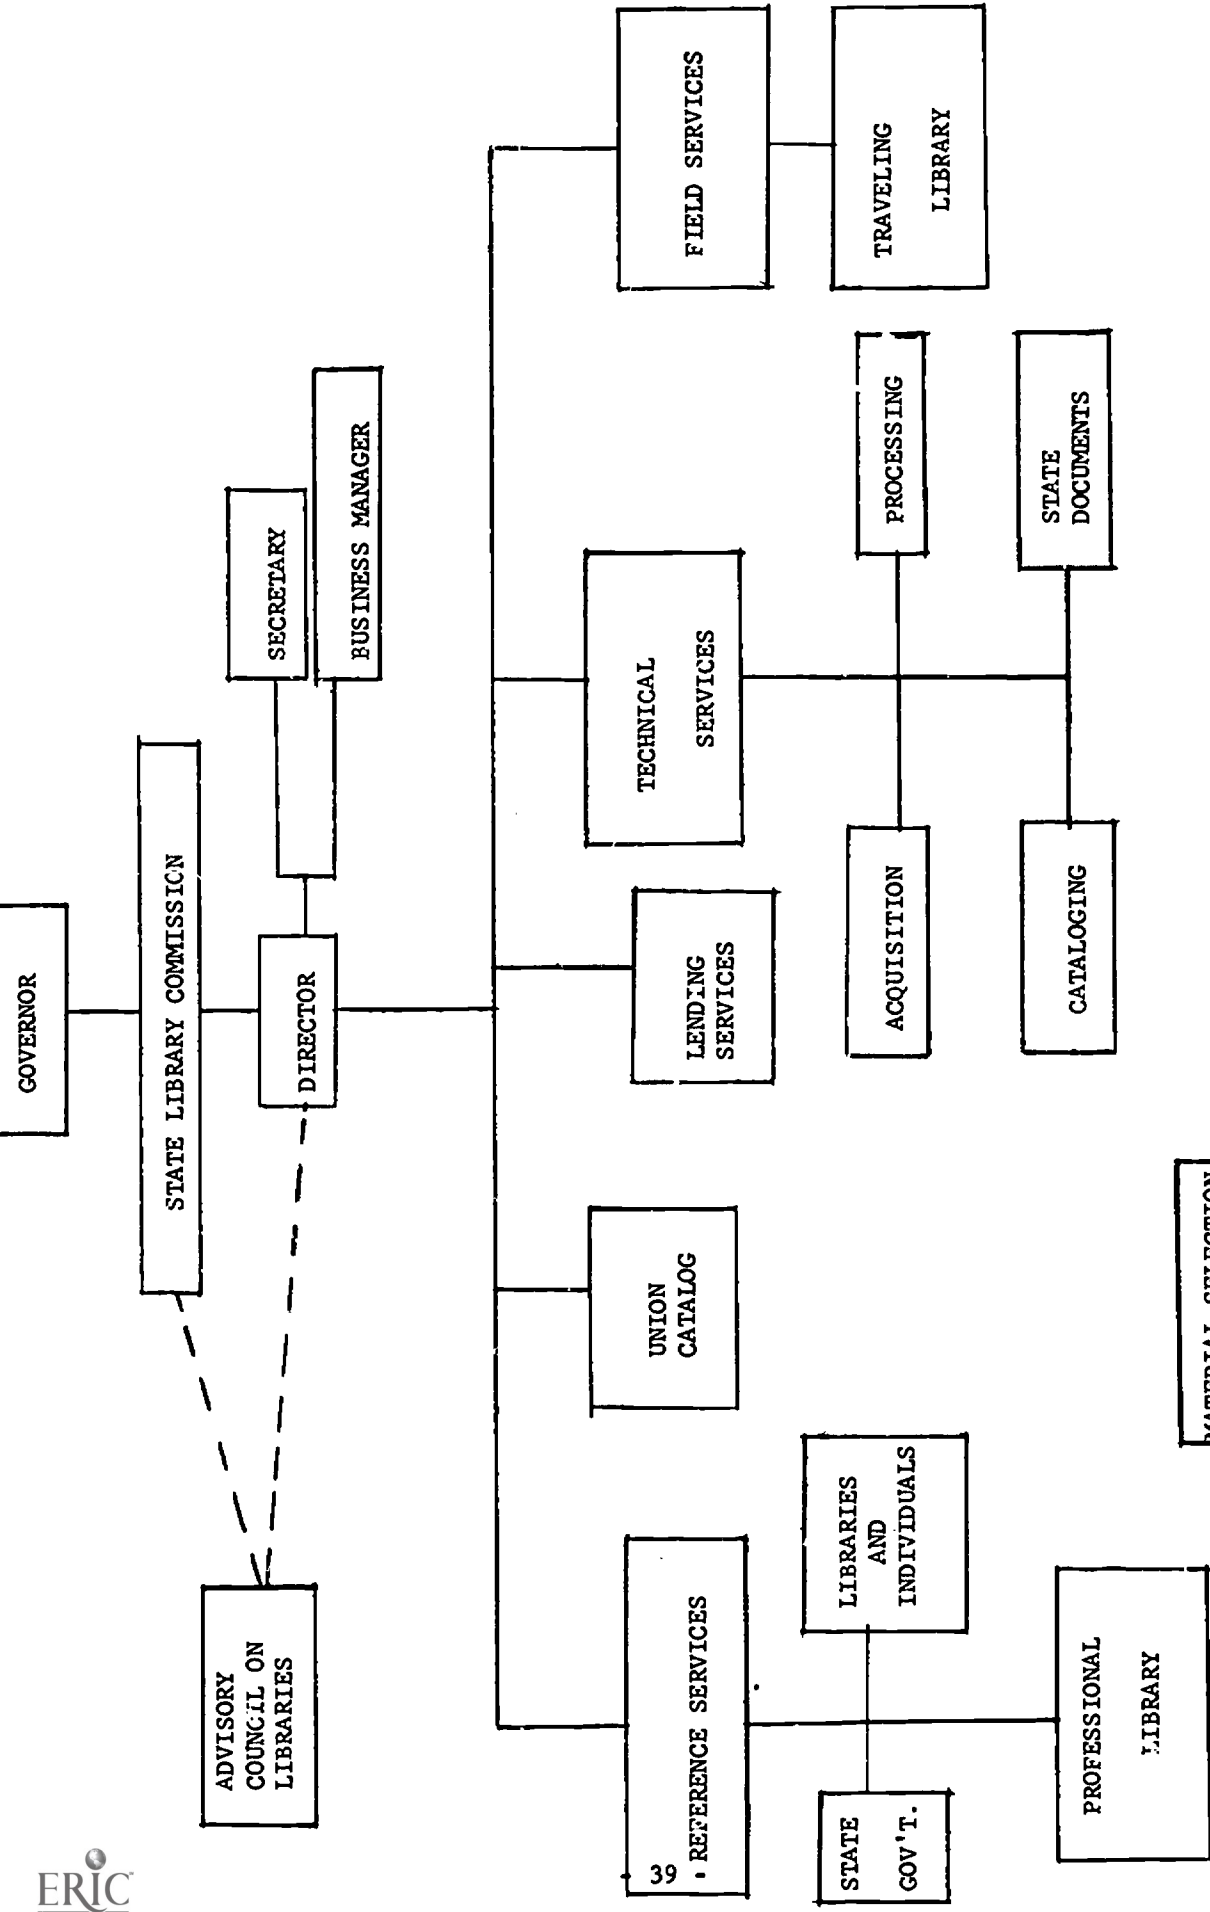 GOVERNOR
STATE LIBRARY COMMISSION
ADVISORY
COUNCIL ON
LIBRARIES
DIRECTOR
SECRETARY
BUSINESS MANAGER
REFERENCE SERVICES
UNION
CATALOG
LENDING
SERVICES
TECHNICAL
SERVICES
FIELD SERVICES
STATE
GOV'T.
LIBRARIES
AND
INDIVIDUALS
PROFESSIONAL
LIBRARY
ACQUISITION
PROCESSING
CATALOGING
STATE
DOCUMENTS
TRAVELING
LIBRARY
MATERIAL SELECTION
39
ERIC